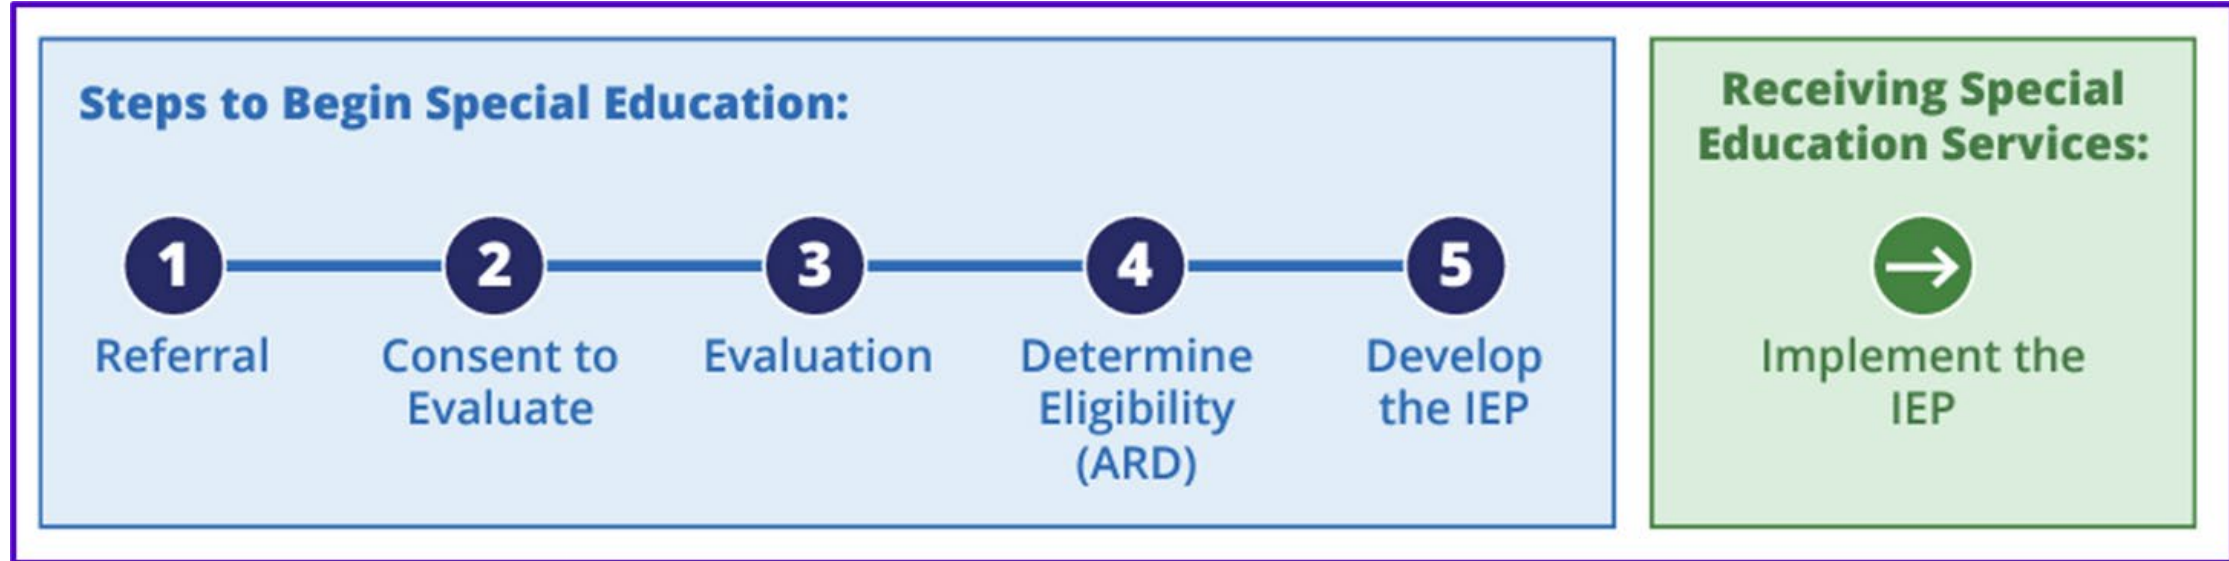 Steps to Begin Special Education:
1
Referral
2
Consent to
Evaluate
3
Evaluation
4
Determine
Eligibility
(ARD)
5
Develop
the IEP
Receiving Special
Education Services:
Implement the
IEP